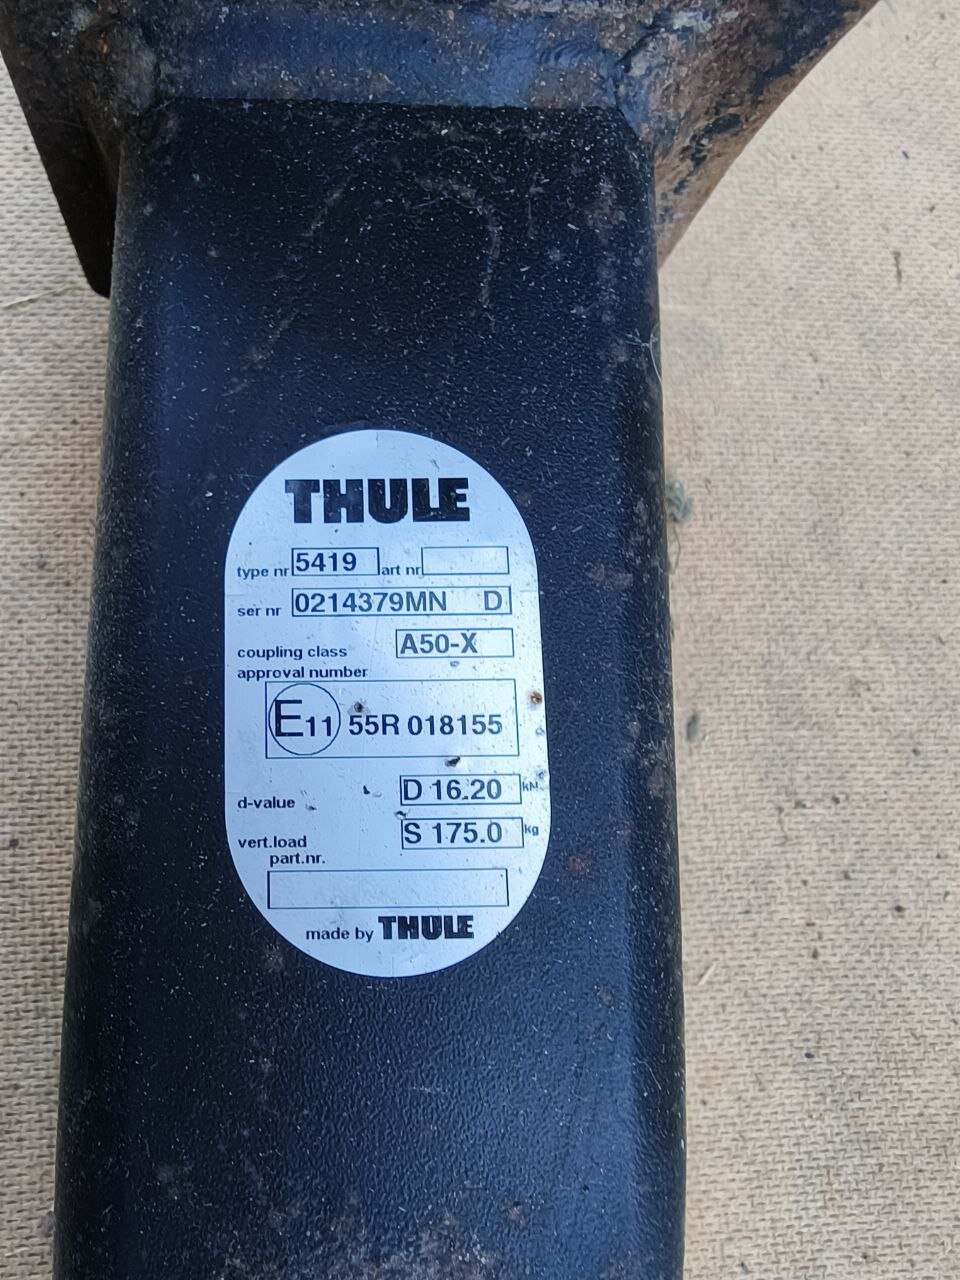 THULE
type nr 5419 art nr
ser nr 0214379MN D
coupling class A50-X
approval number
E11 55R 018155
d-value D 16.20 kN
vert.load S 175.0 kg
part.nr.
made by THULE